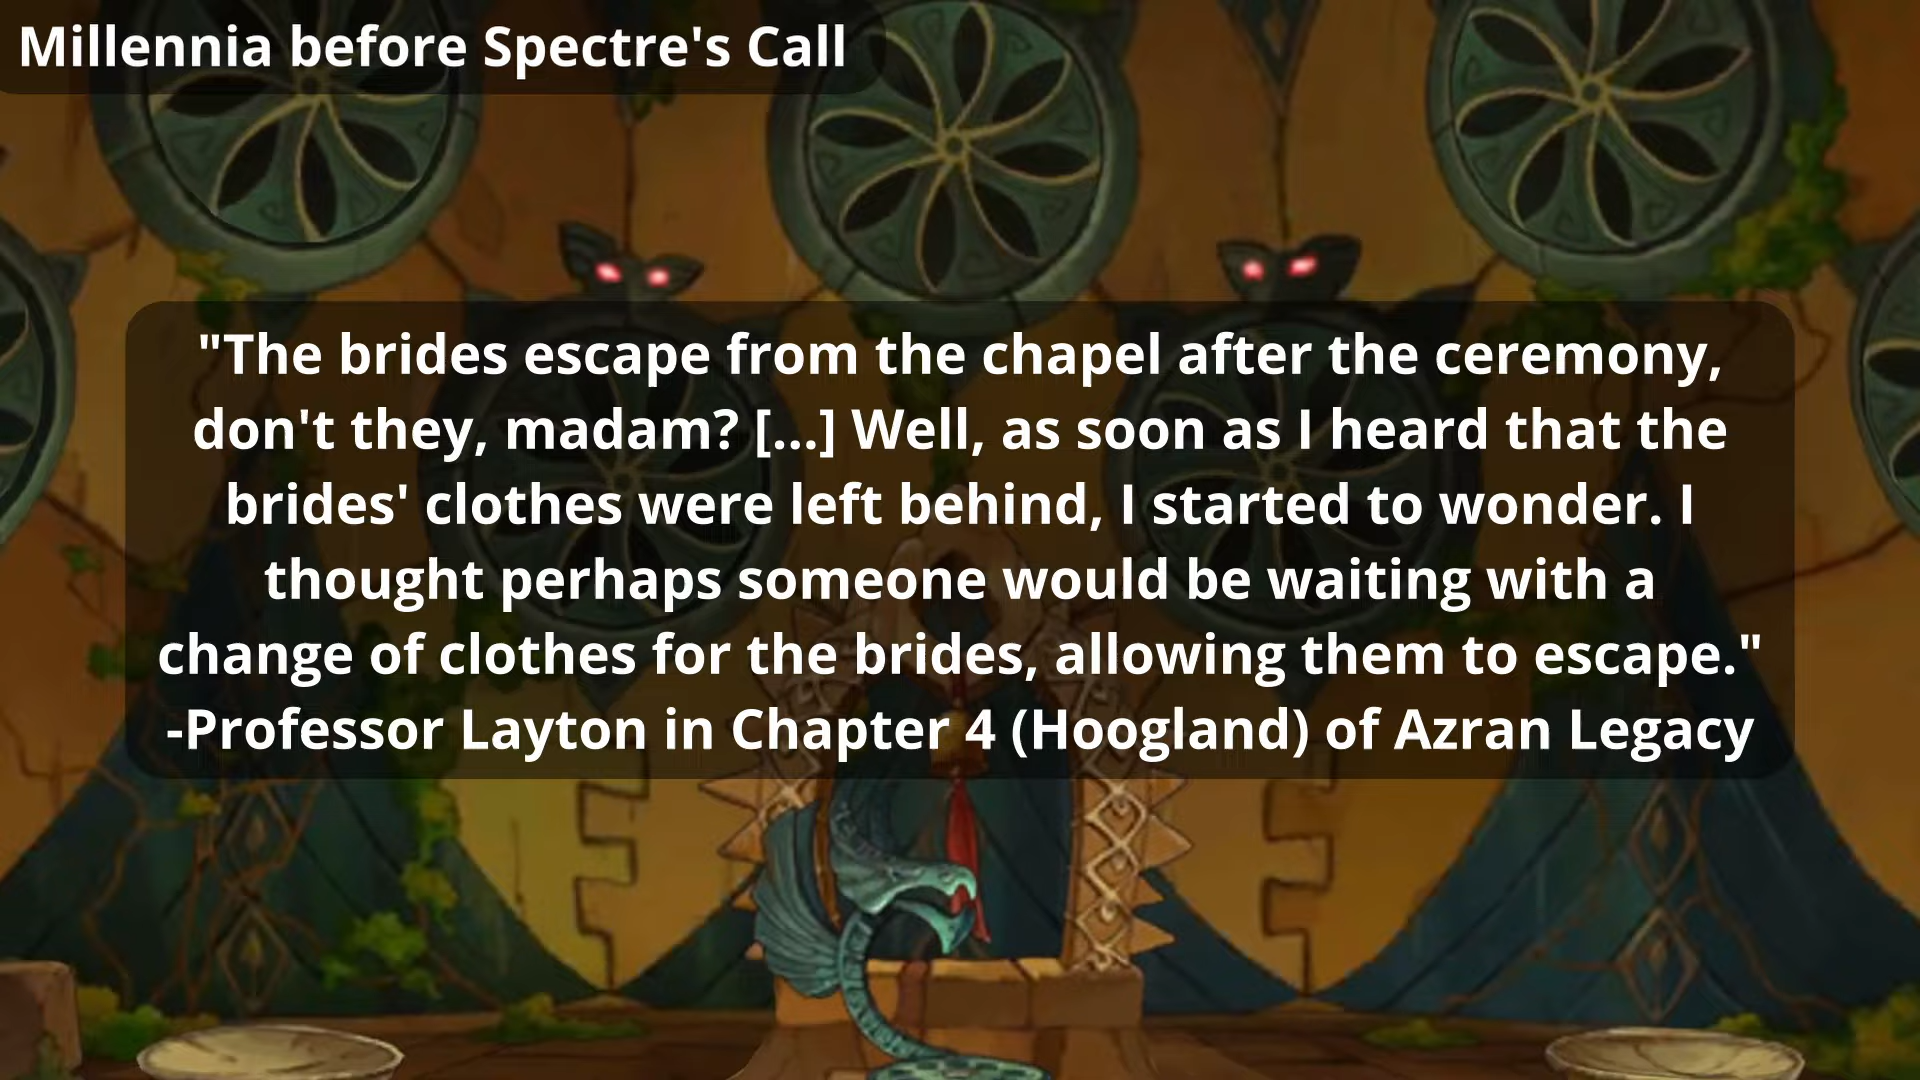 Millennia before Spectre's Call
"The brides escape from the chapel after the ceremony,
don't they, madam? [...] Well, as soon as I heard that the
brides' clothes were left behind, I started to wonder. I
thought perhaps someone would be waiting with a
change of clothes for the brides, allowing them to escape."
-Professor Layton in Chapter 4 (Hoogland) of Azran Legacy